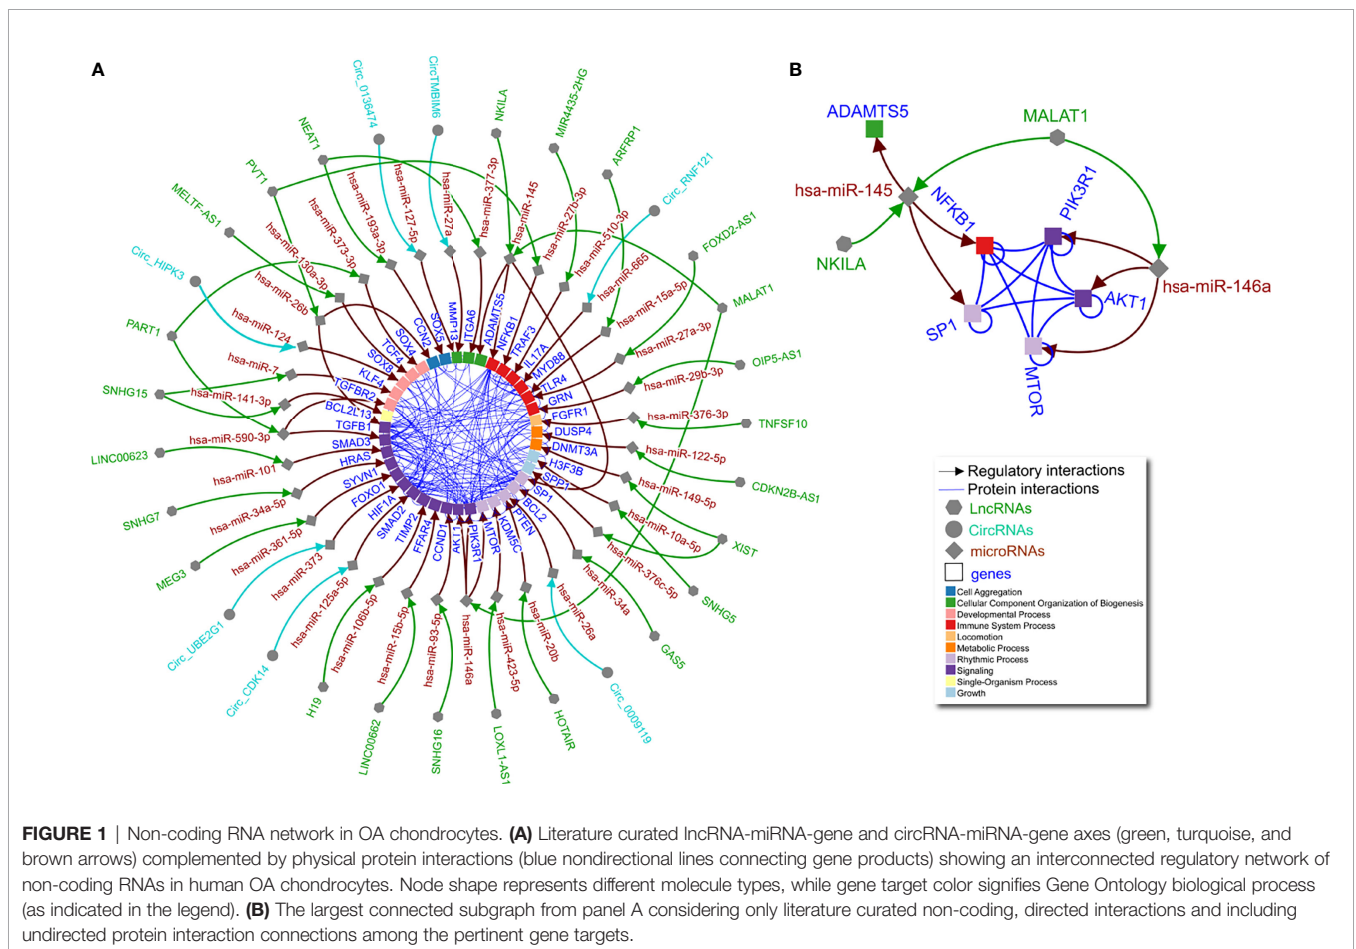 A
B
Circ_0136474
CircTMBIM6
NKILA
MIR4435-2HG
ARFRP1
Circ_RNF121
FOXD2-AS1
MALAT1
OIP5-AS1
TNFSF10
CDKN2B-AS1
XIST
SNHG5
GAS5
Circ_0009119
HOTAIR
LOXL1-AS1
SNHG16
LINC00662
H19
Circ_CDK14
Circ_UBE2G1
MEG3
SNHG7
LINC00623
SNHG15
PART1
Circ_HIPK3
MELTF-AS1
PVT1
NEAT1
hsa-miR-127-5p
hsa-miR-27a
hsa-miR-377-3p
hsa-miR-145
hsa-miR-27b-3p
hsa-miR-510-3p
hsa-miR-665
hsa-miR-15a-5p
hsa-miR-27a-3p
hsa-miR-29b-3p
hsa-miR-376-3p
hsa-miR-122-5p
hsa-miR-149-5p
hsa-miR-10a-5p
hsa-miR-376c-5p
hsa-miR-34a
hsa-miR-26a
hsa-miR-20b
hsa-miR-423-5p
hsa-miR-146a
hsa-miR-93-5p
hsa-miR-15b-5p
hsa-miR-106b-5p
hsa-miR-125a-5p
hsa-miR-373
hsa-miR-361-5p
hsa-miR-34a-5p
hsa-miR-101
hsa-miR-590-3p
hsa-miR-141-3p
hsa-miR-7
hsa-miR-124
hsa-miR-26b
hsa-miR-130a-3p
hsa-miR-373-3p
hsa-miR-193a-3p
MMP13
ITGA6
ADAMTS5
NFKB1
TRAF3
IL17A
MYD88
TLR4
GRN
FGFR1
DUSP4
DNMT3A
H3F3B
SPP1
SP1
BCL2
PTEN
KDM5C
MTOR
PIK3R1
AKT1
CCND1
FFAR4
TIMP2
SMAD2
HIF1A
FOXO1
SYVN1
HRAS
SMAD3
TGFB1
BCL2L13
TGFBR2
KLF4
SOX8
TCF4
SOX4
CCN2
SOX5
ADAMTS5
MALAT1
hsa-miR-145
NFKB1
PIK3R1
NKILA
hsa-miR-146a
AKT1
SP1
MTOR
Regulatory interactions
Protein interactions
LncRNAs
CircRNAs
microRNAs
genes
Cell Aggregation
Cellular Component Organization of Biogenesis
Developmental Process
Immune System Process
Locomotion
Metabolic Process
Rhythmic Process
Signaling
Single-Organism Process
Growth
FIGURE 1 | Non-coding RNA network in OA chondrocytes. (A) Literature curated lncRNA-miRNA-gene and circRNA-miRNA-gene axes (green, turquoise, and
brown arrows) complemented by physical protein interactions (blue nondirectional lines connecting gene products) showing an interconnected regulatory network of
non-coding RNAs in human OA chondrocytes. Node shape represents different molecule types, while gene target color signifies Gene Ontology biological process
(as indicated in the legend). (B) The largest connected subgraph from panel A considering only literature curated non-coding, directed interactions and including
undirected protein interaction connections among the pertinent gene targets.